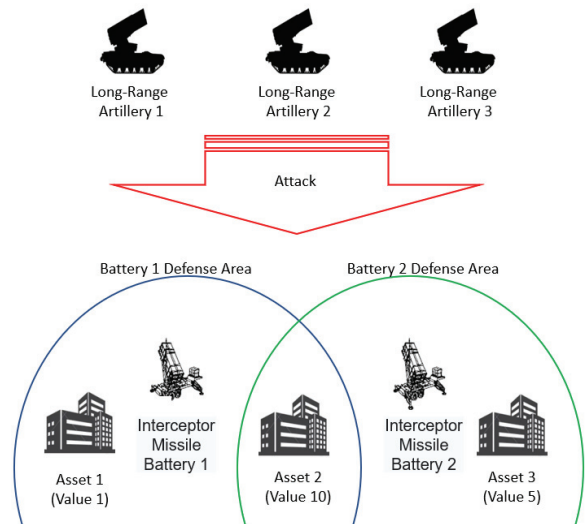 Long-Range
Artillery 1
Long-Range
Artillery 2
Long-Range
Artillery 3
Attack
Battery 1 Defense Area
Battery 2 Defense Area
Interceptor
Missile
Battery 1
Interceptor
Missile
Battery 2
Asset 1
(Value 1)
Asset 2
(Value 10)
Asset 3
(Value 5)